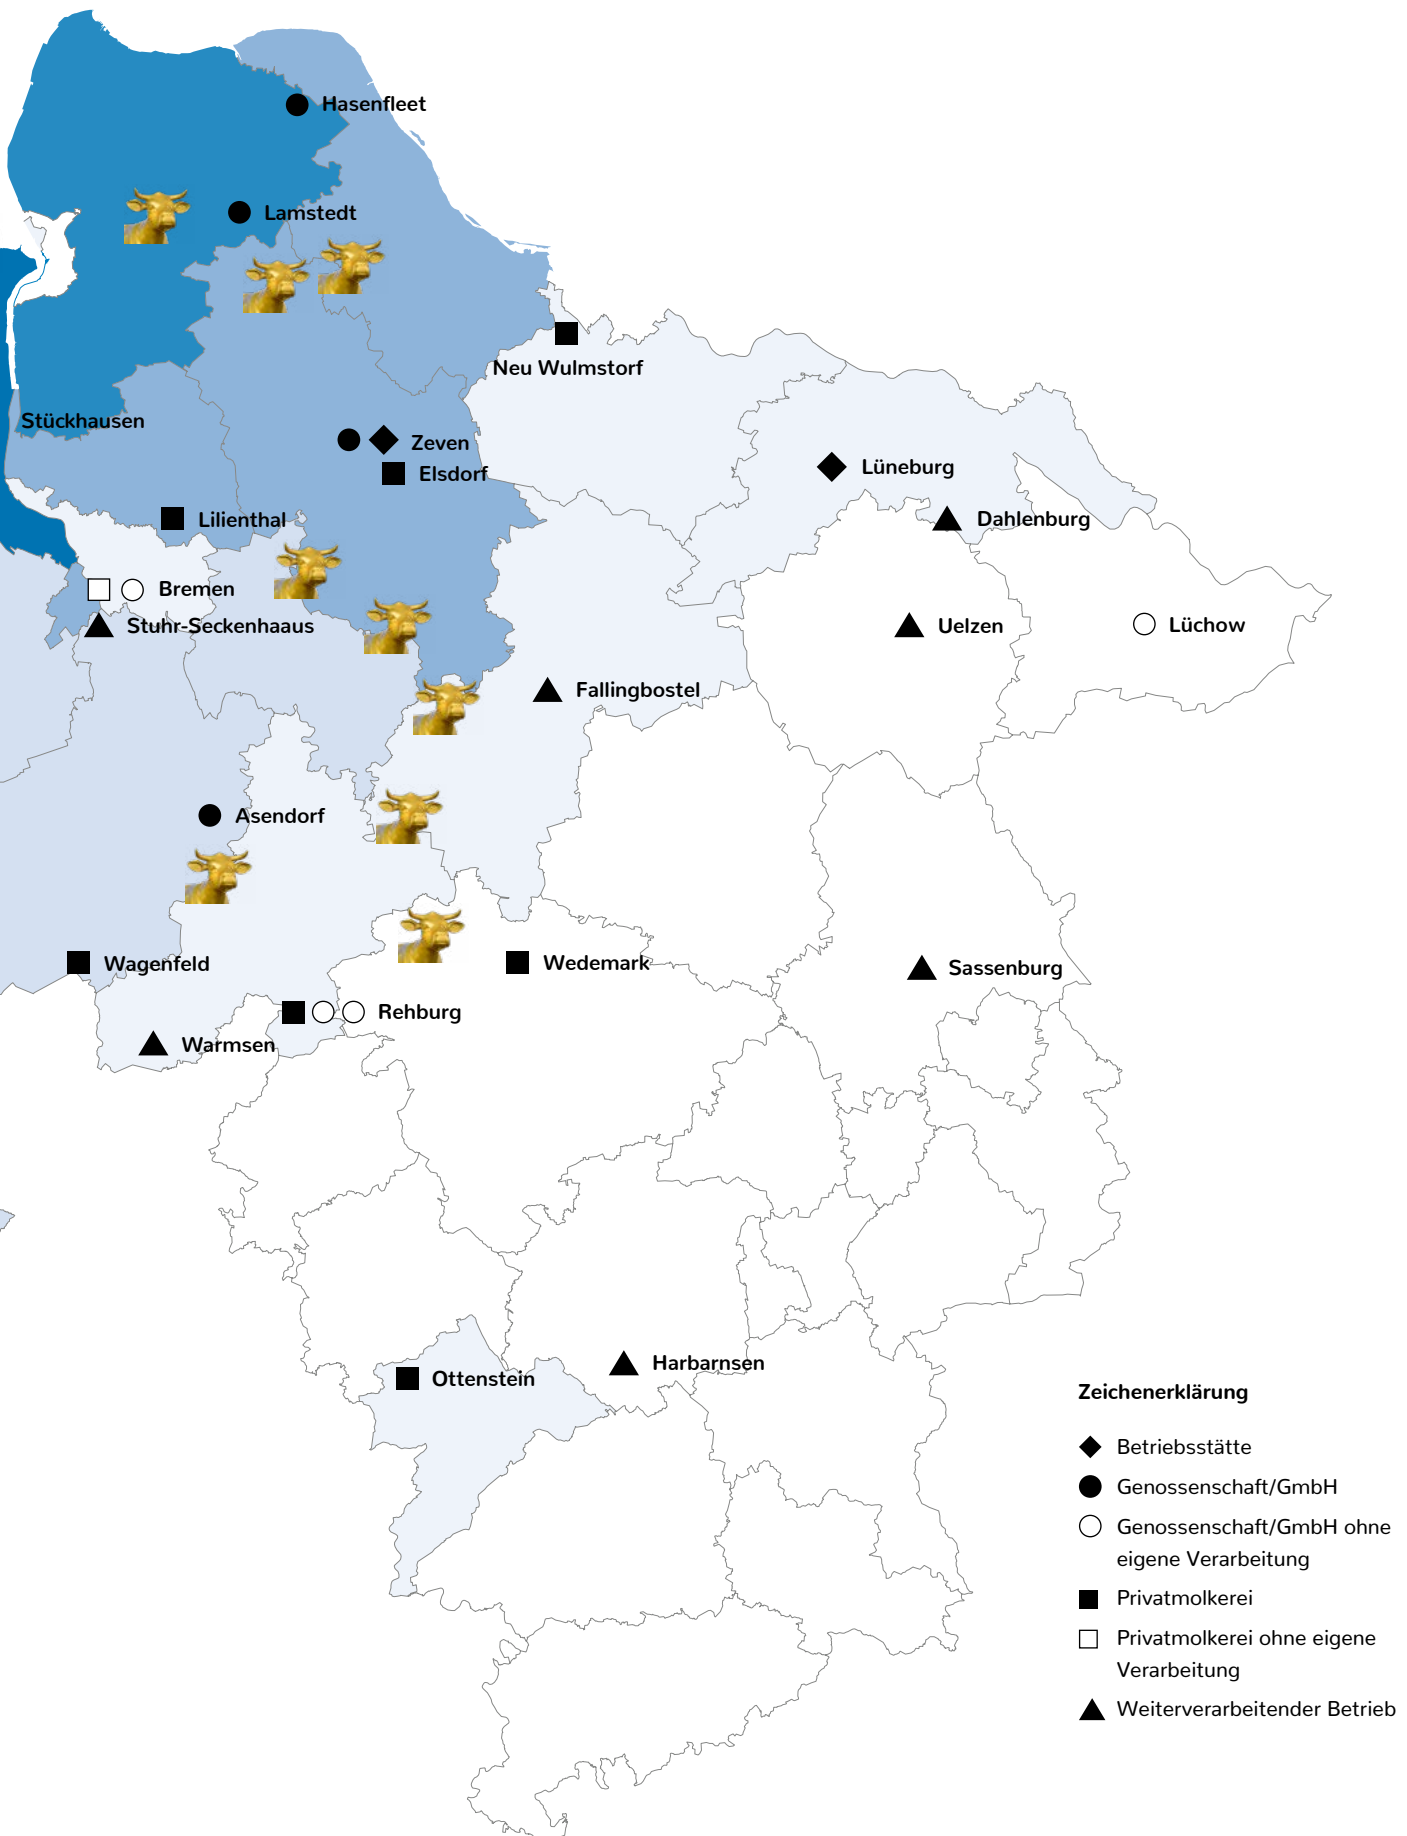 Hasenfleet
Lamstedt
Neu Wulmstorf
Stückhausen
Zeven
Elsdorf
Lüneburg
Lilienthal
Dahlenburg
Bremen
Stuhr-Seckenhaaus
Uelzen
Lüchow
Fallingbostel
Asendorf
Wagenfeld
Wedemark
Sassenburg
Rehburg
Warmsen
Harbarnsen
Ottenstein
Zeichenerklärung
Betriebsstätte
Genossenschaft/GmbH
Genossenschaft/GmbH ohne
eigene Verarbeitung
Privatmolkerei
Privatmolkerei ohne eigene
Verarbeitung
Weiterverarbeitender Betrieb